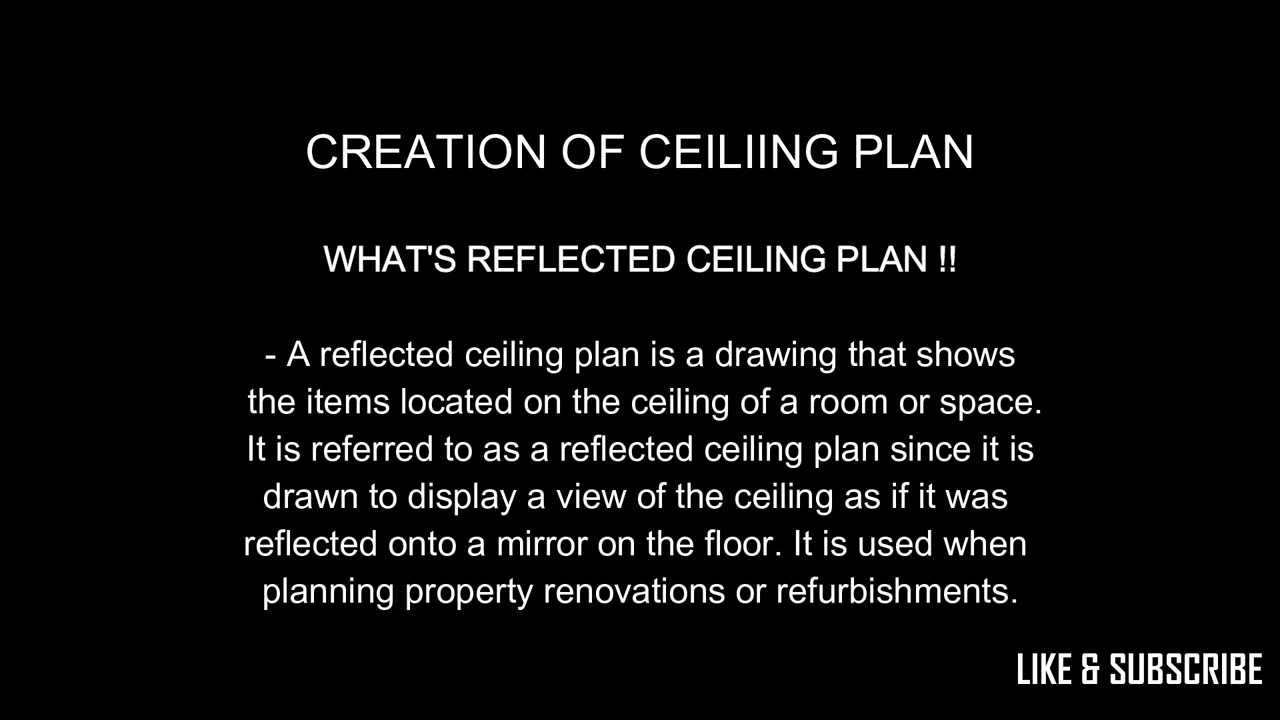 CREATION OF CEILIING PLAN
WHAT'S REFLECTED CEILING PLAN !!
- A reflected ceiling plan is a drawing that shows
the items located on the ceiling of a room or space.
It is referred to as a reflected ceiling plan since it is
drawn to display a view of the ceiling as if it was
reflected onto a mirror on the floor. It is used when
planning property renovations or refurbishments.
LIKE & SUBSCRIBE